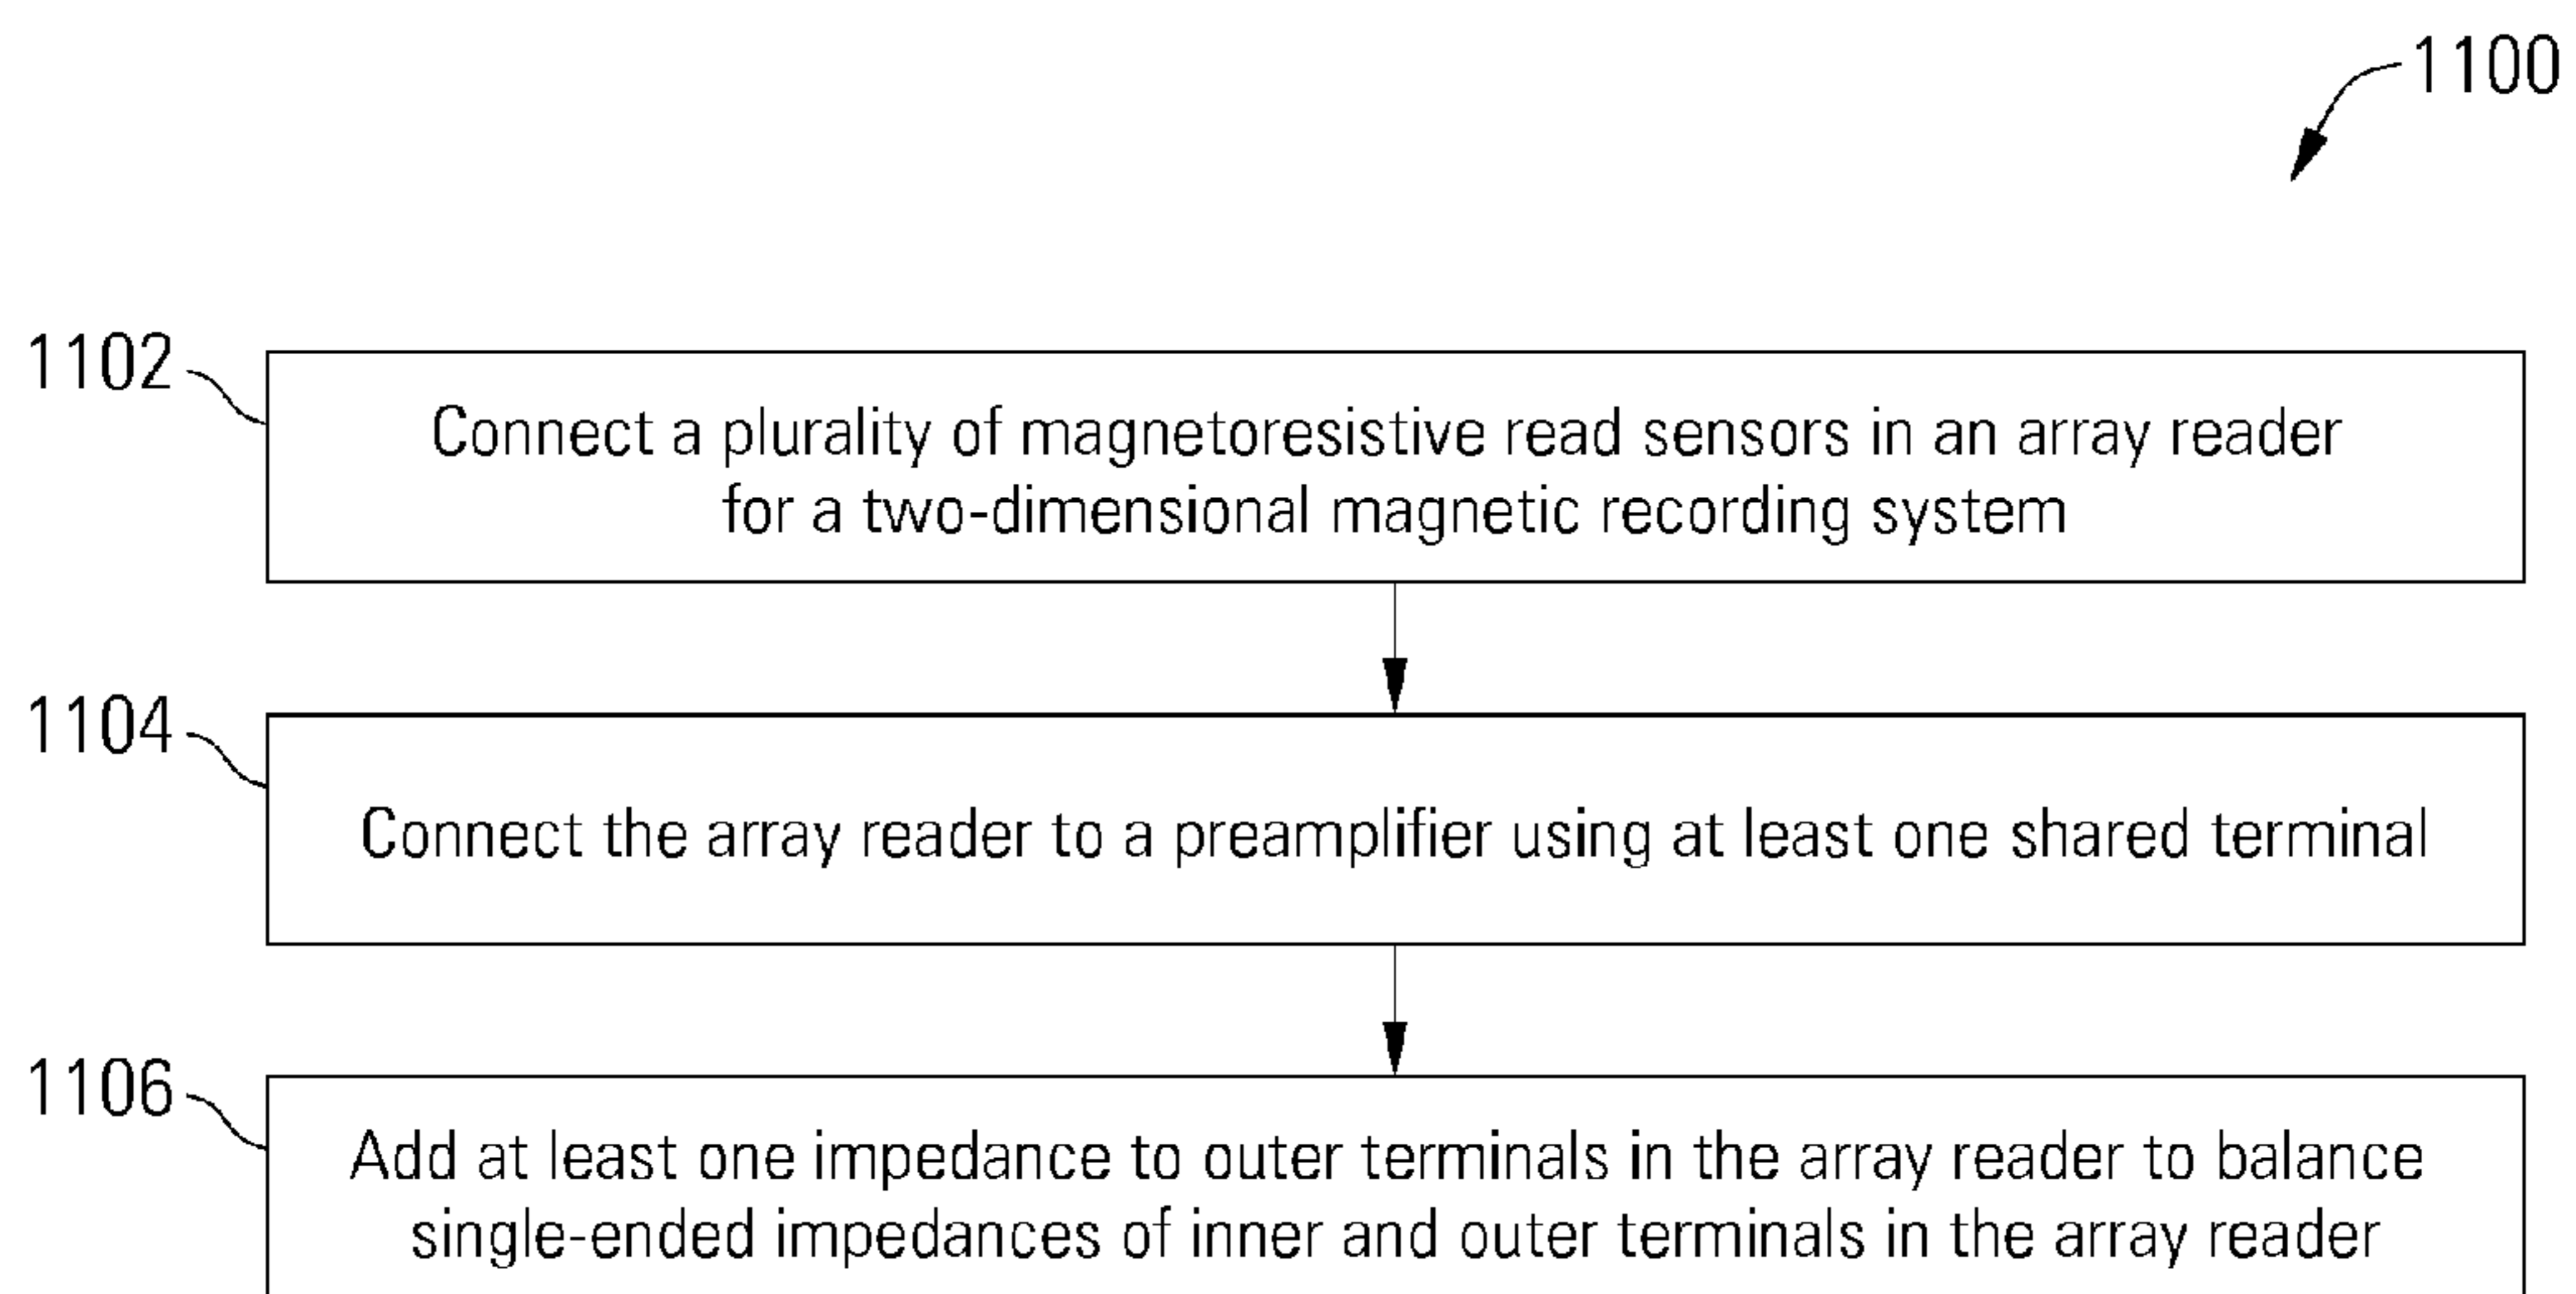 1100
1102
Connect a plurality of magnetoresistive read sensors in an array reader
for a two-dimensional magnetic recording system
1104
Connect the array reader to a preamplifier using at least one shared terminal
1106
Add at least one impedance to outer terminals in the array reader to balance
single-ended impedances of inner and outer terminals in the array reader